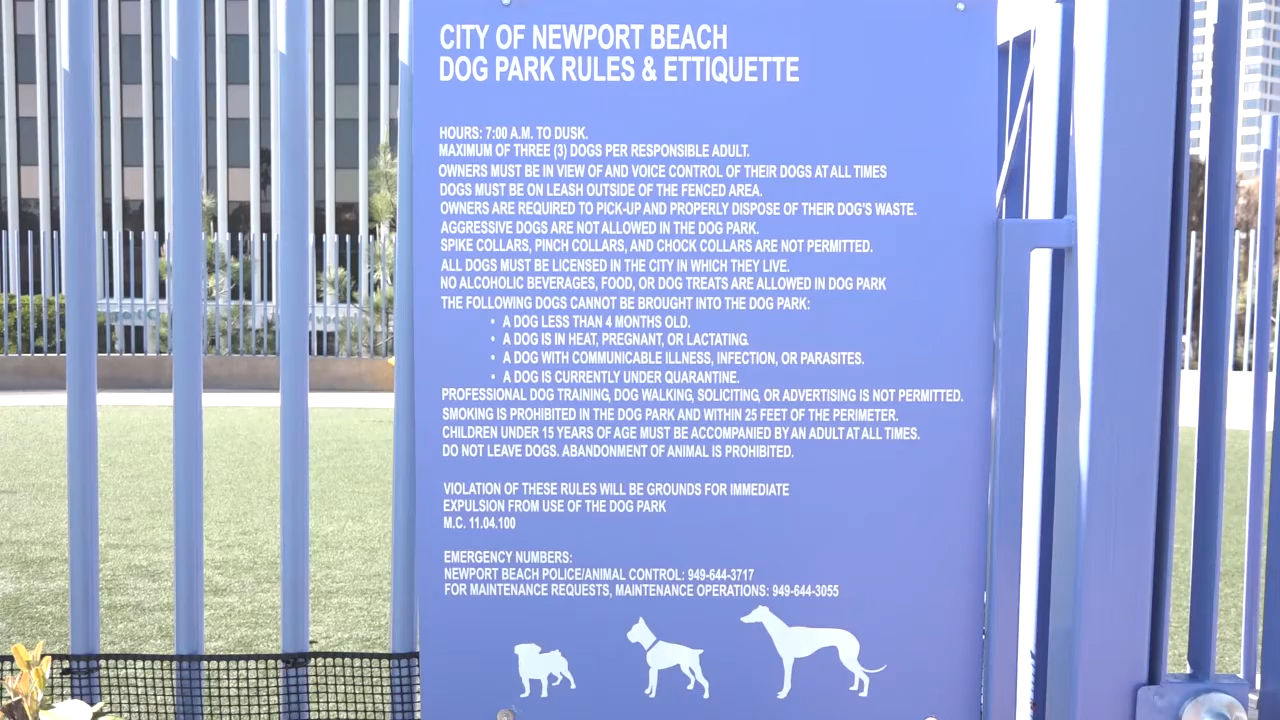 CITY OF NEWPORT BEACH
DOG PARK RULES & ETTIQUETTE
HOURS: 7:00 A.M. TO DUSK.
MAXIMUM OF THREE (3) DOGS PER RESPONSIBLE ADULT.
OWNERS MUST BE IN VIEW OF AND VOICE CONTROL OF THEIR DOGS AT ALL TIMES
DOGS MUST BE ON LEASH OUTSIDE OF THE FENCED AREA.
OWNERS ARE REQUIRED TO PICK-UP AND PROPERLY DISPOSE OF THEIR DOG'S WASTE.
AGGRESSIVE DOGS ARE NOT ALLOWED IN THE DOG PARK.
SPIKE COLLARS, PINCH COLLARS, AND CHOCK COLLARS ARE NOT PERMITTED.
ALL DOGS MUST BE LICENSED IN THE CITY IN WHICH THEY LIVE.
NO ALCOHOLIC BEVERAGES, FOOD, OR DOG TREATS ARE ALLOWED IN DOG PARK
THE FOLLOWING DOGS CANNOT BE BROUGHT INTO THE DOG PARK:
• A DOG LESS THAN 4 MONTHS OLD.
• A DOG IS IN HEAT, PREGNANT, OR LACTATING.
• A DOG WITH COMMUNICABLE ILLNESS, INFECTION, OR PARASITES.
• A DOG IS CURRENTLY UNDER QUARANTINE.
PROFESSIONAL DOG TRAINING, DOG WALKING, SOLICITING, OR ADVERTISING IS NOT PERMITTED.
SMOKING IS PROHIBITED IN THE DOG PARK AND WITHIN 25 FEET OF THE PERIMETER.
CHILDREN UNDER 15 YEARS OF AGE MUST BE ACCOMPANIED BY AN ADULT AT ALL TIMES.
DO NOT LEAVE DOGS. ABANDONMENT OF ANIMAL IS PROHIBITED.
VIOLATION OF THESE RULES WILL BE GROUNDS FOR IMMEDIATE
EXPULSION FROM USE OF THE DOG PARK
M.C. 11.04.100
EMERGENCY NUMBERS:
NEWPORT BEACH POLICE/ANIMAL CONTROL: 949-644-3717
FOR MAINTENANCE REQUESTS, MAINTENANCE OPERATIONS: 949-644-3055